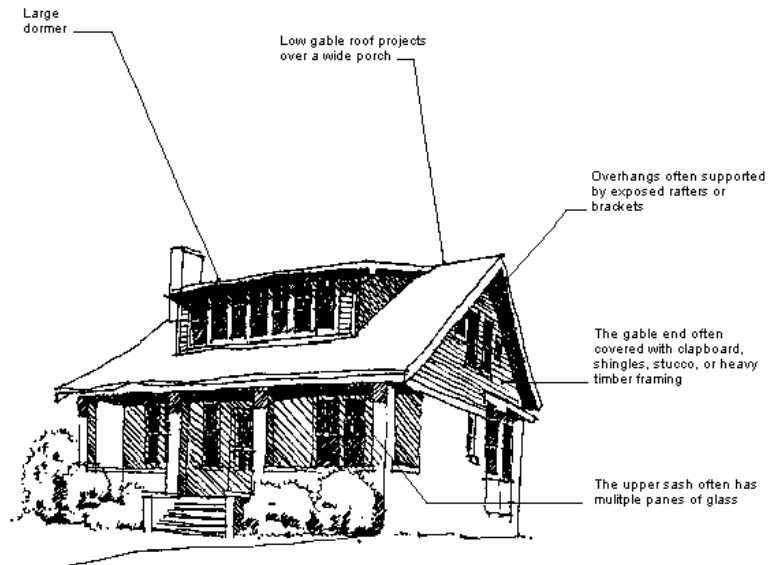 Large
dormer
Low gable roof projects
over a wide porch
Overhangs often supported
by exposed rafters or
brackets
The gable end often
covered with clapboard,
shingles, stucco, or heavy
timber framing
The upper sash often has
mulitple panes of glass